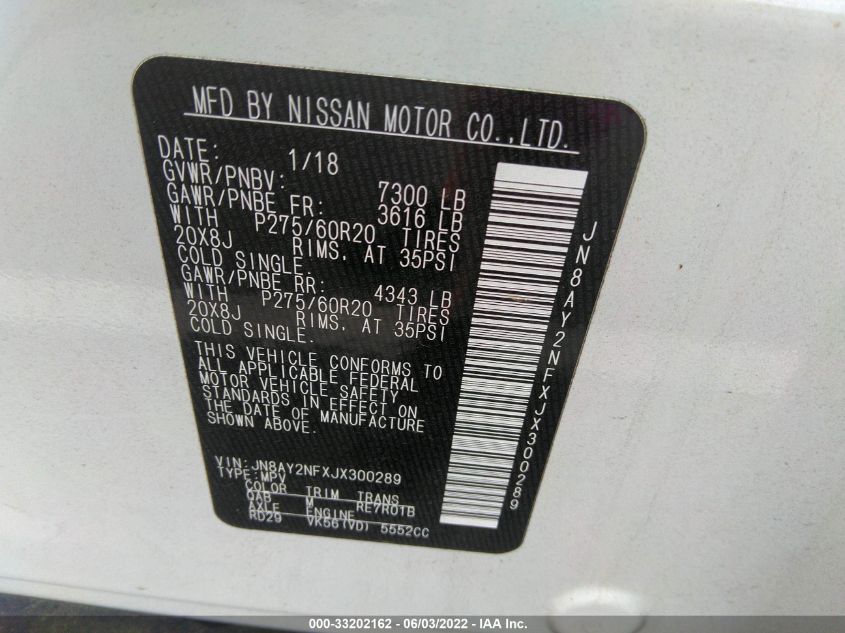 MFD BY NISSAN MOTOR CO.,LTD.
DATE: 1/18
GVWR/PNBV: 7300 LB
GAWR/PNBE FR: 3616 LB
WITH P275/60R20 TIRES
20X8J RIMS, AT 35PSI
COLD SINGLE.
GAWR/PNBE RR: 4343 LB
WITH P275/60R20 TIRES
20X8J RIMS, AT 35PSI
COLD SINGLE.
THIS VEHICLE CONFORMS TO
ALL APPLICABLE FEDERAL
MOTOR VEHICLE SAFETY
STANDARDS IN EFFECT ON
THE DATE OF MANUFACTURE
SHOWN ABOVE.
VIN:JN8AY2NFXJX300289
TYPE:MPV
COLOR TRIM TRANS
QAB M RE7R01B
AXLE ENGINE
RD29 VK56(VD) 5552CC
JN8AY2NFXJX300289
000-33202162 - 06/03/2022 - IAA Inc.